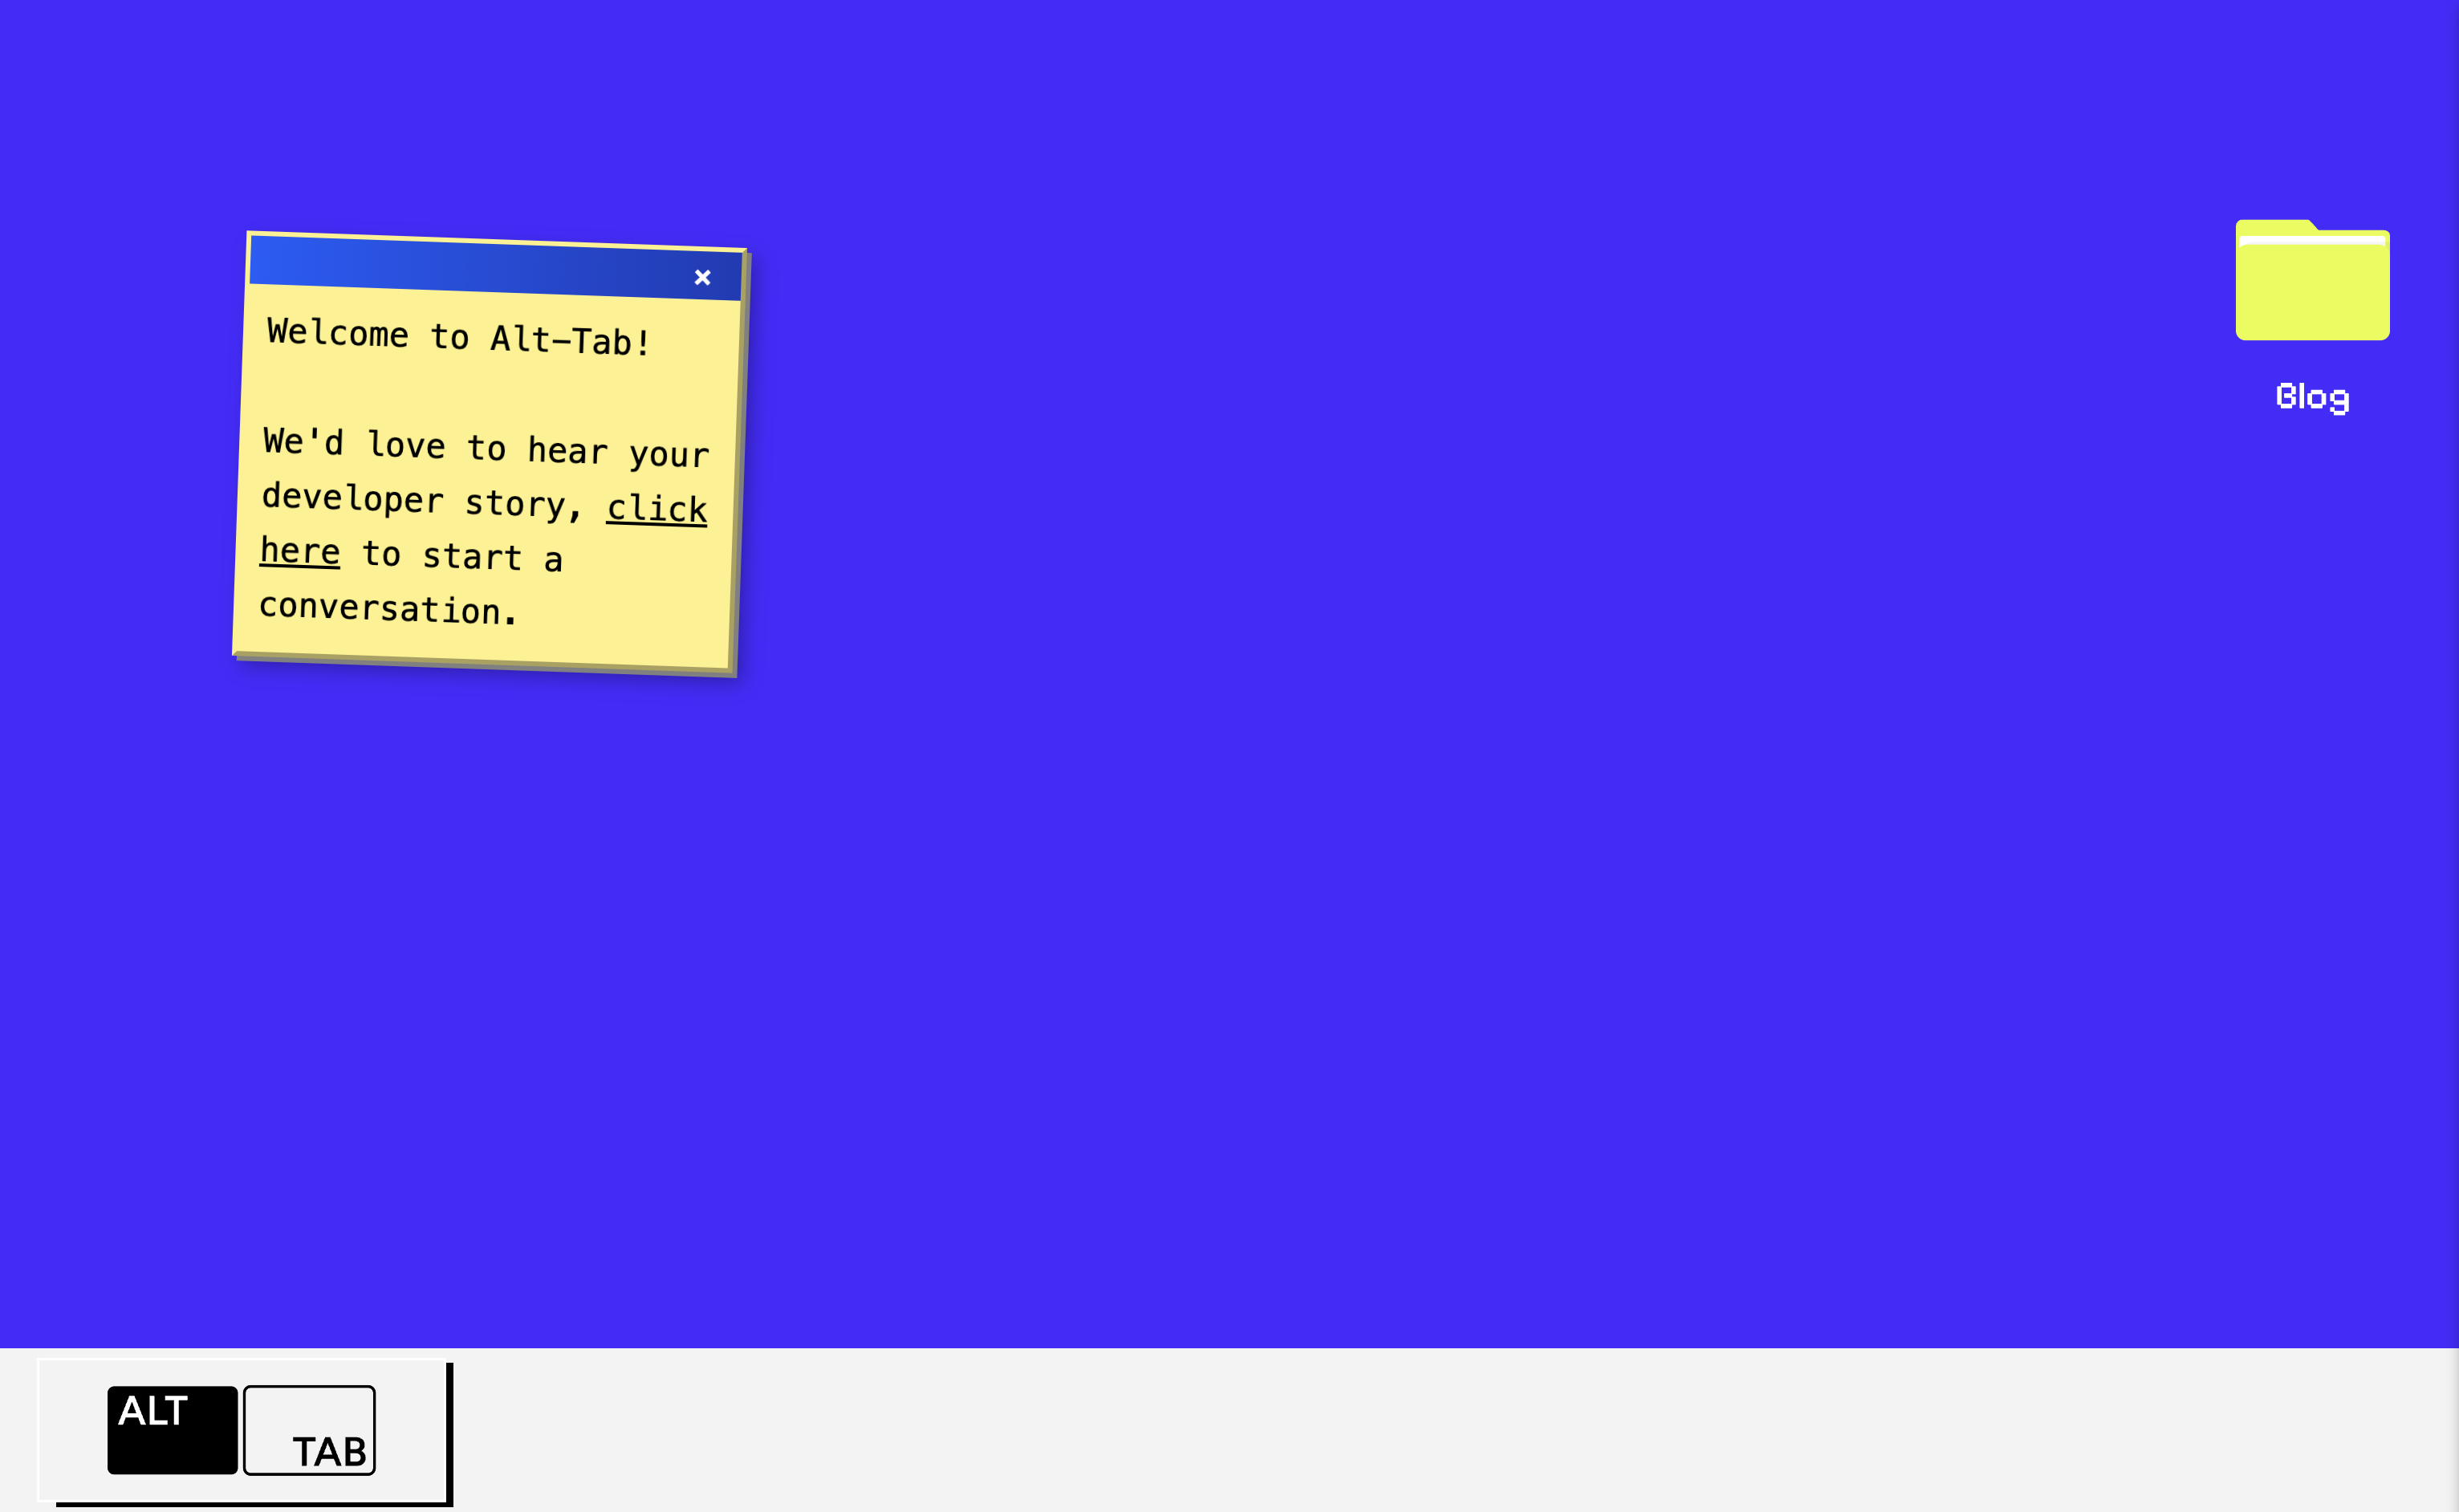 ×
Welcome to Alt-Tab!
We'd love to hear your
developer story, click
here to start a
conversation.
Blog
ALT
TAB